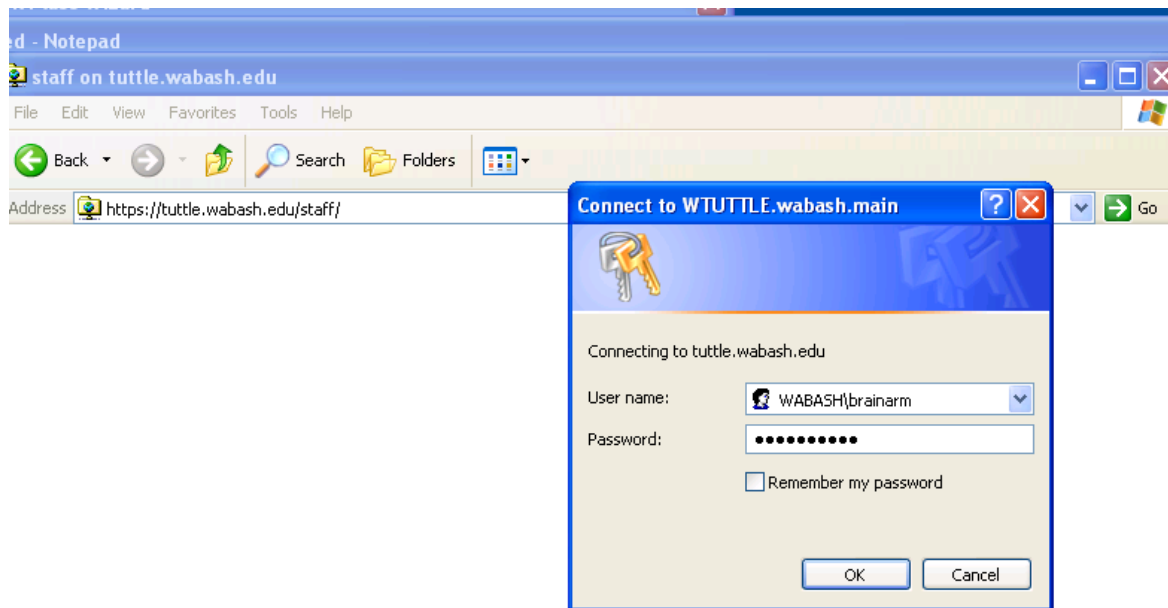 ed - Notepad
staff on tuttle.wabash.edu
File Edit View Favorites Tools Help
Back Search Folders
Address https://tuttle.wabash.edu/staff/ Go
Connect to WTUTTLE.wabash.main
Connecting to tuttle.wabash.edu
User name: WABASH\brainarm
Password: ●●●●●●●●●●
Remember my password
OK Cancel